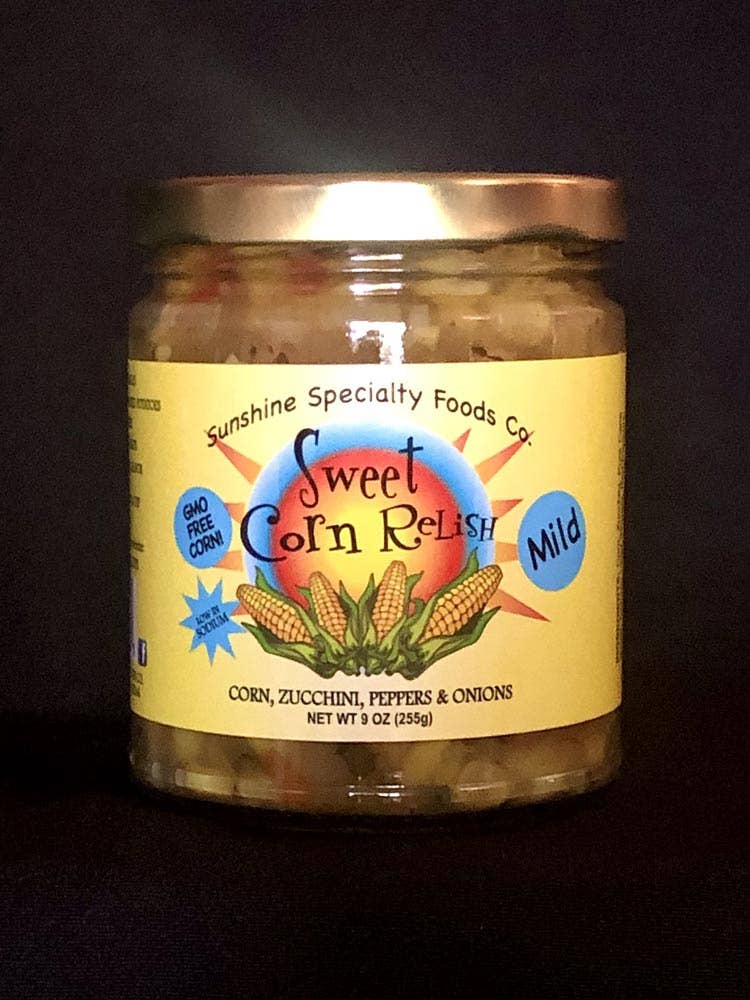 Sunshine Specialty Foods Co.
Sweet
Corn Relish
GMO
FREE
CORN!
Mild
LOW IN
SODIUM
CORN, ZUCCHINI, PEPPERS & ONIONS
NET WT 9 OZ (255g)
f